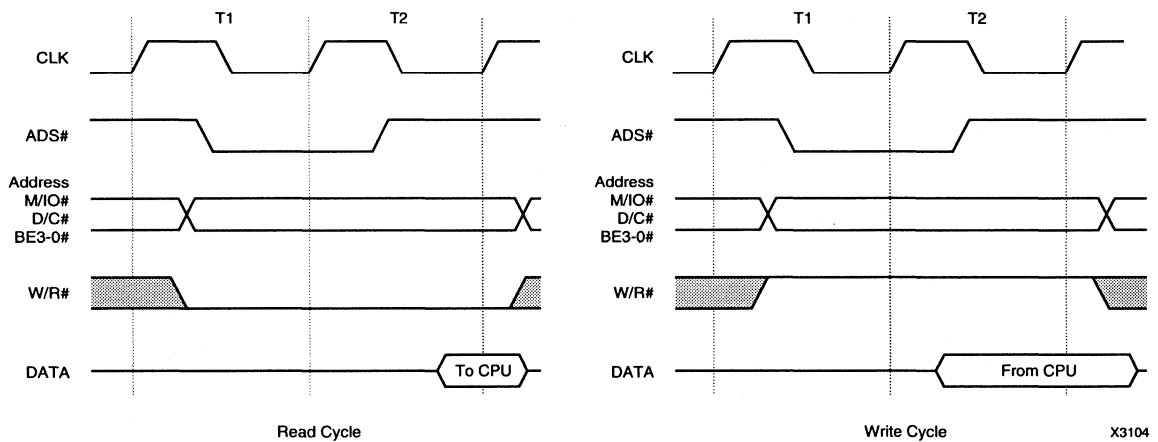 T1 T2 T1 T2
CLK CLK
ADS# ADS#
Address Address
M/IO# M/IO#
D/C# D/C#
BE3-0# BE3-0#
W/R# W/R#
DATA To CPU DATA From CPU
Read Cycle Write Cycle X3104